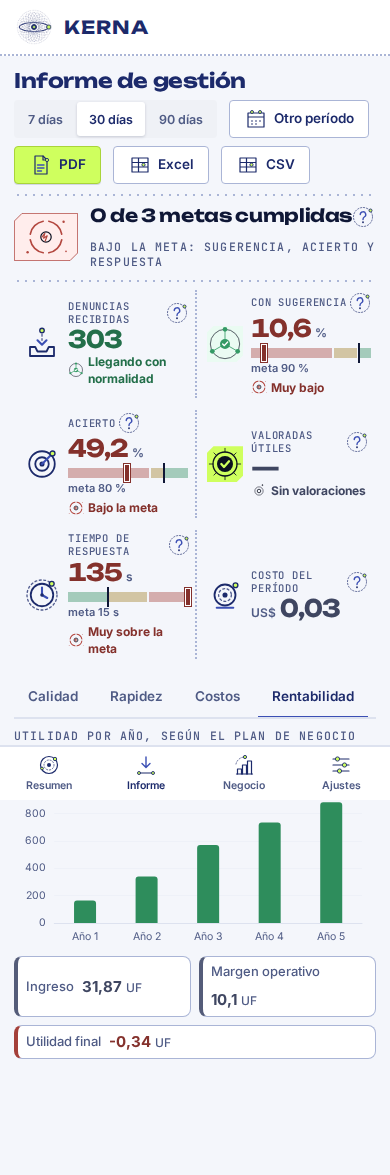 KERNA
Informe de gestión
7 días 30 días 90 días Otro período
PDF Excel CSV
0 de 3 metas cumplidas ?
BAJO LA META: SUGERENCIA, ACIERTO Y
RESPUESTA
DENUNCIAS
RECIBIDAS ?
303
Llegando con
normalidad
CON SUGERENCIA ?
10,6 %
meta 90 %
Muy bajo
ACIERTO ?
49,2 %
meta 80 %
Bajo la meta
VALORADAS
ÚTILES ?
—
Sin valoraciones
TIEMPO DE
RESPUESTA ?
135 s
meta 15 s
Muy sobre la
meta
COSTO DEL
PERÍODO ?
US$ 0,03
Calidad Rapidez Costos Rentabilidad
UTILIDAD POR AÑO, SEGÚN EL PLAN DE NEGOCIO
Resumen Informe Negocio Ajustes
800
600
400
200
0
Año 1 Año 2 Año 3 Año 4 Año 5
Ingreso 31,87 UF
Margen operativo
10,1 UF
Utilidad final -0,34 UF